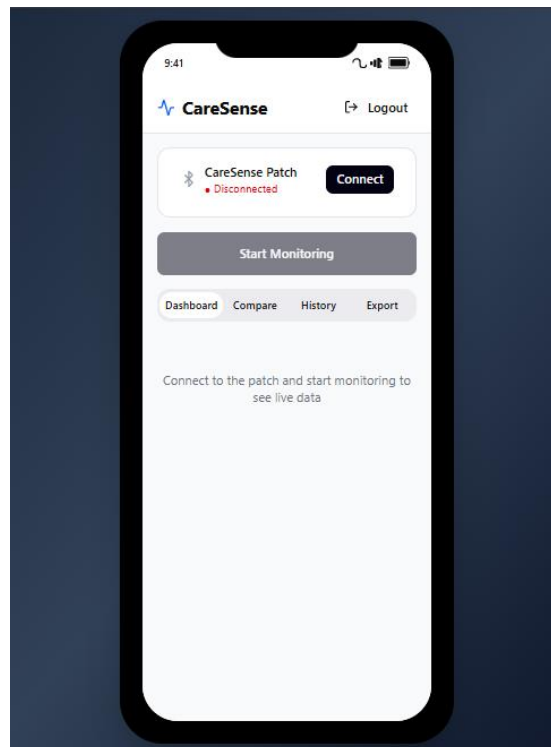 9:41
CareSense
Logout
CareSense Patch
Disconnected
Connect
Start Monitoring
Dashboard Compare History Export
Connect to the patch and start monitoring to
see live data